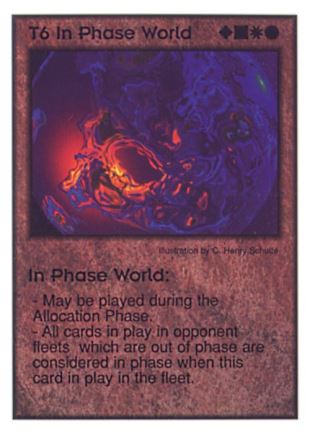 T6 In Phase World
Illustration by C. Henry Schulte
In Phase World:
- May be played during the
Allocation Phase.
- All cards in play in opponent
fleets which are out of phase are
considered in phase when this
card in play in the fleet.